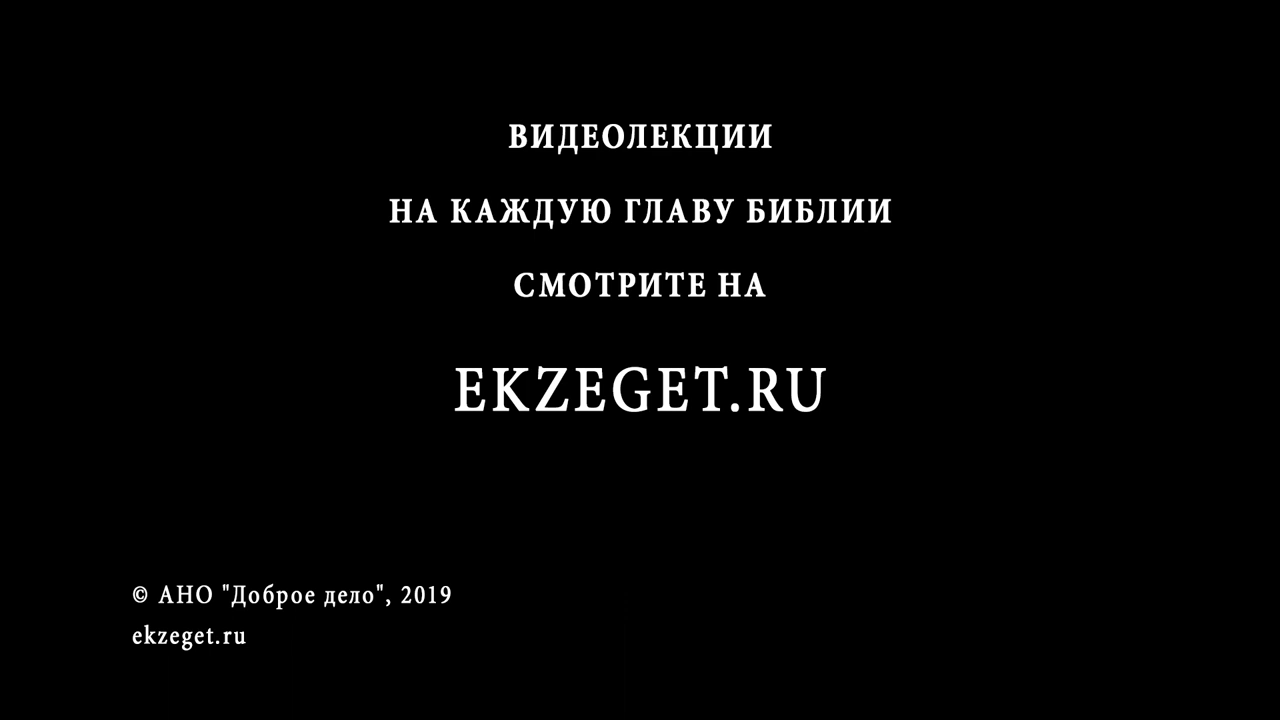 ВИДЕОЛЕКЦИИ
НА КАЖДУЮ ГЛАВУ БИБЛИИ
СМОТРИТЕ НА
EKZEGET.RU
© АНО "Доброе дело", 2019
ekzeget.ru